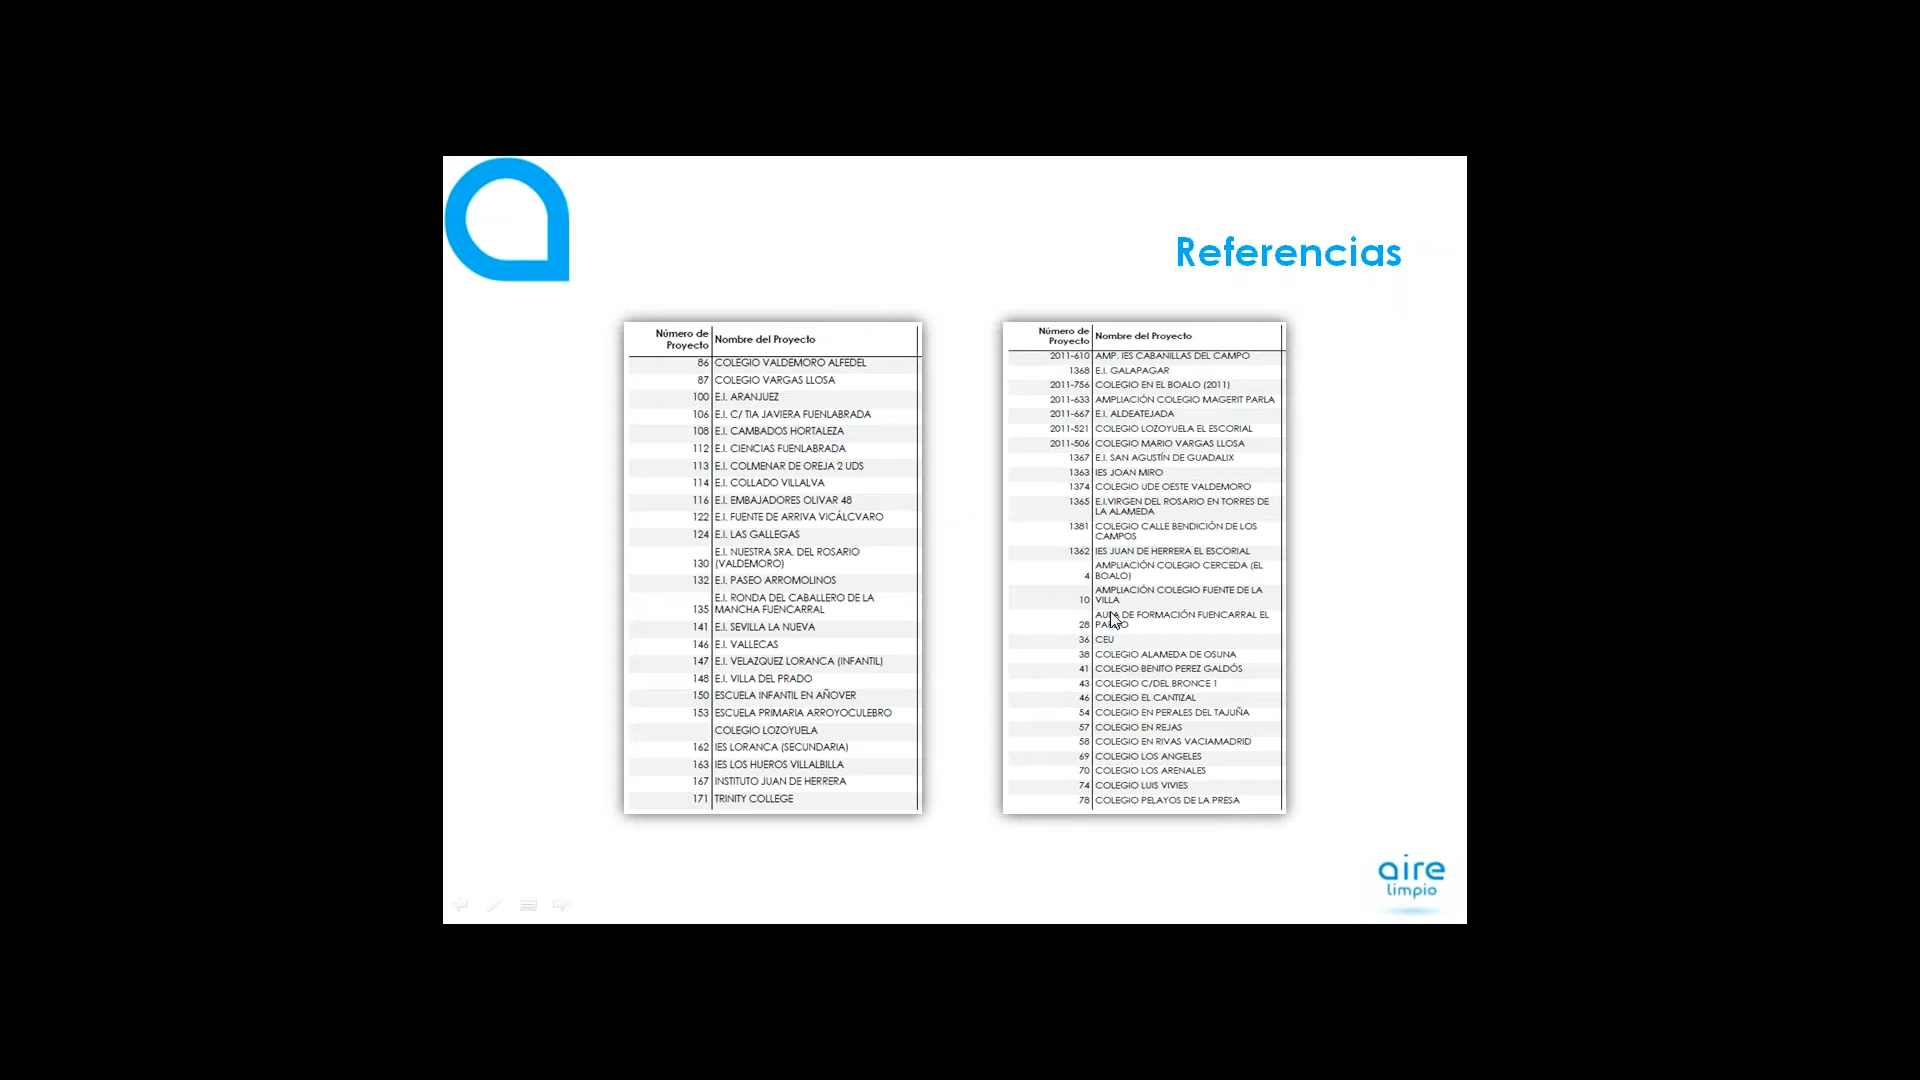 Referencias
Número de
Proyecto Nombre del Proyecto
86 COLEGIO VALDEMORO ALFEDEL
87 COLEGIO VARGAS LLOSA
100 E.I. ARANJUEZ
106 E.I. C/ TIA JAVIERA FUENLABRADA
108 E.I. CAMBADOS HORTALEZA
112 E.I. CIENCIAS FUENLABRADA
113 E.I. COLMENAR DE OREJA 2 UDS
114 E.I. COLLADO VILLALVA
116 E.I. EMBAJADORES OLIVAR 48
122 E.I. FUENTE DE ARRIVA VICÁLCVARO
124 E.I. LAS GALLEGAS
E.I. NUESTRA SRA. DEL ROSARIO
130 (VALDEMORO)
132 E.I. PASEO ARROMOLINOS
E.I. RONDA DEL CABALLERO DE LA
135 MANCHA FUENCARRAL
141 E.I. SEVILLA LA NUEVA
146 E.I. VALLECAS
147 E.I. VELAZQUEZ LORANCA (INFANTIL)
148 E.I. VILLA DEL PRADO
150 ESCUELA INFANTIL EN AÑOVER
153 ESCUELA PRIMARIA ARROYOCULEBRO
COLEGIO LOZOYUELA
162 IES LORANCA (SECUNDARIA)
163 IES LOS HUEROS VILLALBILLA
167 INSTITUTO JUAN DE HERRERA
171 TRINITY COLLEGE
Número de
Proyecto Nombre del Proyecto
2011-610 AMP. IES CABANILLAS DEL CAMPO
1368 E.I. GALAPAGAR
2011-756 COLEGIO EN EL BOALO (2011)
2011-633 AMPLIACIÓN COLEGIO MAGERIT PARLA
2011-667 E.I. ALDEATEJADA
2011-521 COLEGIO LOZOYUELA EL ESCORIAL
2011-506 COLEGIO MARIO VARGAS LLOSA
1367 E.I. SAN AGUSTÍN DE GUADALIX
1363 IES JOAN MIRO
1374 COLEGIO UDE OESTE VALDEMORO
1365 E.I.VIRGEN DEL ROSARIO EN TORRES DE
LA ALAMEDA
1381 COLEGIO CALLE BENDICIÓN DE LOS
CAMPOS
1362 IES JUAN DE HERRERA EL ESCORIAL
AMPLIACIÓN COLEGIO CERCEDA (EL
4 BOALO)
AMPLIACIÓN COLEGIO FUENTE DE LA
10 VILLA
AULA DE FORMACIÓN FUENCARRAL EL
28 PARDO
36 CEU
38 COLEGIO ALAMEDA DE OSUNA
41 COLEGIO BENITO PEREZ GALDÓS
43 COLEGIO C/DEL BRONCE 1
46 COLEGIO EL CANTIZAL
54 COLEGIO EN PERALES DEL TAJUÑA
57 COLEGIO EN REJAS
58 COLEGIO EN RIVAS VACIAMADRID
69 COLEGIO LOS ANGELES
70 COLEGIO LOS ARENALES
74 COLEGIO LUIS VIVIES
78 COLEGIO PELAYOS DE LA PRESA
aire
limpio